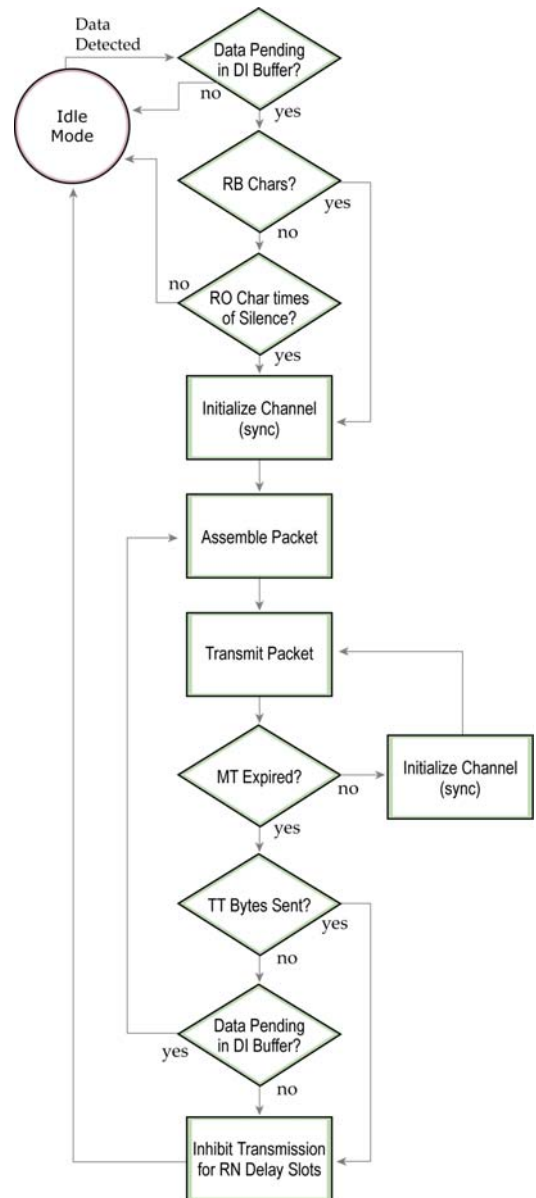 Data
Detected
Data Pending
in DI Buffer?
no
yes
Idle
Mode
RB Chars?
yes
no
no
RO Char times
of Silence?
yes
Initialize Channel
(sync)
Assemble Packet
Transmit Packet
MT Expired?
no
Initialize Channel
(sync)
yes
TT Bytes Sent?
yes
no
Data Pending
in DI Buffer?
yes
no
Inhibit Transmission
for RN Delay Slots